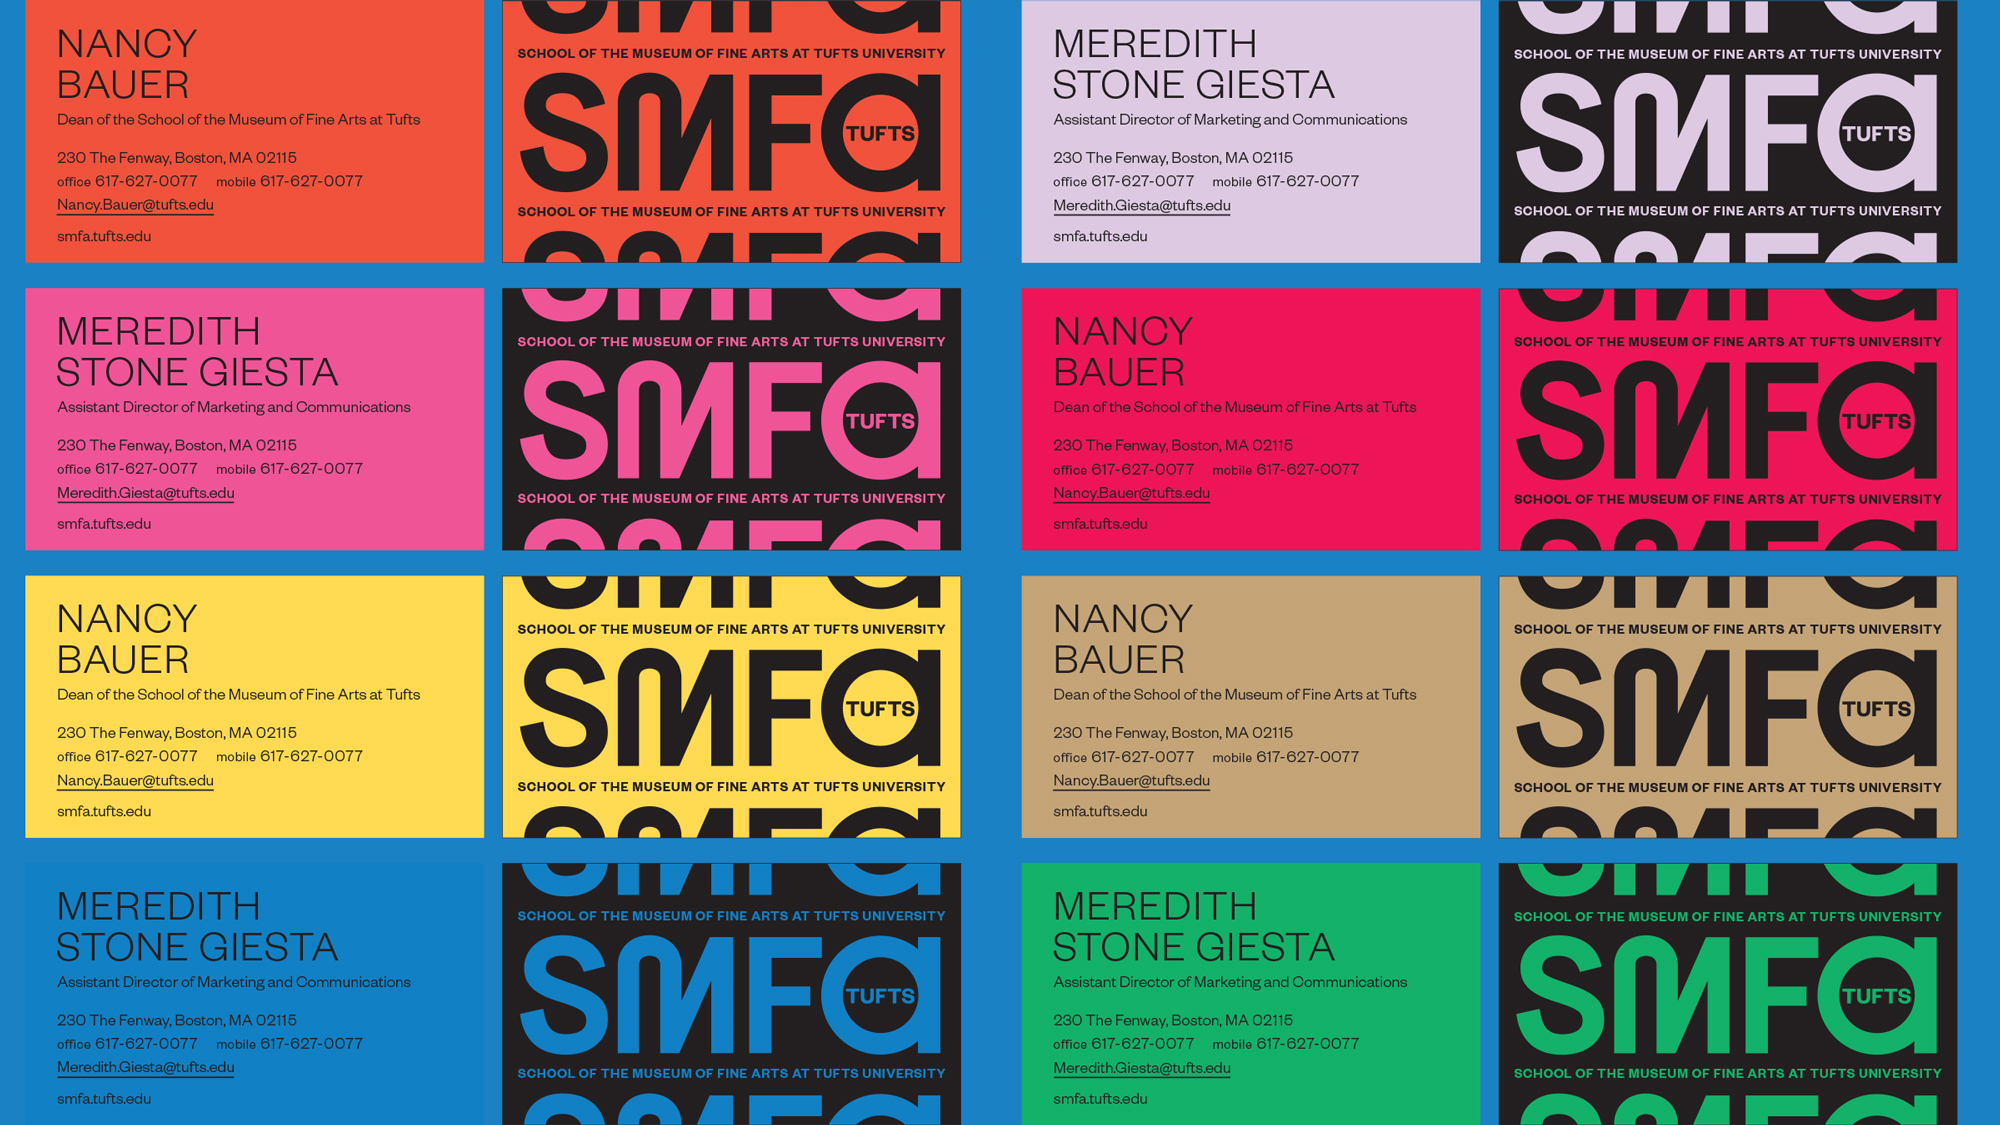 NANCY
BAUER
Dean of the School of the Museum of Fine Arts at Tufts
230 The Fenway, Boston, MA 02115
office 617-627-0077 mobile 617-627-0077
Nancy.Bauer@tufts.edu
smfa.tufts.edu
SMFa
SCHOOL OF THE MUSEUM OF FINE ARTS AT TUFTS UNIVERSITY
SMFa
TUFTS
SCHOOL OF THE MUSEUM OF FINE ARTS AT TUFTS UNIVERSITY
SMFa
MEREDITH
STONE GIESTA
Assistant Director of Marketing and Communications
230 The Fenway, Boston, MA 02115
office 617-627-0077 mobile 617-627-0077
Meredith.Giesta@tufts.edu
smfa.tufts.edu
SMFa
SCHOOL OF THE MUSEUM OF FINE ARTS AT TUFTS UNIVERSITY
SMFa
TUFTS
SCHOOL OF THE MUSEUM OF FINE ARTS AT TUFTS UNIVERSITY
SMFa
MEREDITH
STONE GIESTA
Assistant Director of Marketing and Communications
230 The Fenway, Boston, MA 02115
office 617-627-0077 mobile 617-627-0077
Meredith.Giesta@tufts.edu
smfa.tufts.edu
SMFa
SCHOOL OF THE MUSEUM OF FINE ARTS AT TUFTS UNIVERSITY
SMFa
TUFTS
SCHOOL OF THE MUSEUM OF FINE ARTS AT TUFTS UNIVERSITY
SMFa
NANCY
BAUER
Dean of the School of the Museum of Fine Arts at Tufts
230 The Fenway, Boston, MA 02115
office 617-627-0077 mobile 617-627-0077
Nancy.Bauer@tufts.edu
smfa.tufts.edu
SMFa
SCHOOL OF THE MUSEUM OF FINE ARTS AT TUFTS UNIVERSITY
SMFa
TUFTS
SCHOOL OF THE MUSEUM OF FINE ARTS AT TUFTS UNIVERSITY
SMFa
NANCY
BAUER
Dean of the School of the Museum of Fine Arts at Tufts
230 The Fenway, Boston, MA 02115
office 617-627-0077 mobile 617-627-0077
Nancy.Bauer@tufts.edu
smfa.tufts.edu
SMFa
SCHOOL OF THE MUSEUM OF FINE ARTS AT TUFTS UNIVERSITY
SMFa
TUFTS
SCHOOL OF THE MUSEUM OF FINE ARTS AT TUFTS UNIVERSITY
SMFa
NANCY
BAUER
Dean of the School of the Museum of Fine Arts at Tufts
230 The Fenway, Boston, MA 02115
office 617-627-0077 mobile 617-627-0077
Nancy.Bauer@tufts.edu
smfa.tufts.edu
SMFa
SCHOOL OF THE MUSEUM OF FINE ARTS AT TUFTS UNIVERSITY
SMFa
TUFTS
SCHOOL OF THE MUSEUM OF FINE ARTS AT TUFTS UNIVERSITY
SMFa
MEREDITH
STONE GIESTA
Assistant Director of Marketing and Communications
230 The Fenway, Boston, MA 02115
office 617-627-0077 mobile 617-627-0077
Meredith.Giesta@tufts.edu
smfa.tufts.edu
SMFa
SCHOOL OF THE MUSEUM OF FINE ARTS AT TUFTS UNIVERSITY
SMFa
TUFTS
SCHOOL OF THE MUSEUM OF FINE ARTS AT TUFTS UNIVERSITY
SMFa
MEREDITH
STONE GIESTA
Assistant Director of Marketing and Communications
230 The Fenway, Boston, MA 02115
office 617-627-0077 mobile 617-627-0077
Meredith.Giesta@tufts.edu
smfa.tufts.edu
SMFa
SCHOOL OF THE MUSEUM OF FINE ARTS AT TUFTS UNIVERSITY
SMFa
TUFTS
SCHOOL OF THE MUSEUM OF FINE ARTS AT TUFTS UNIVERSITY
SMFa